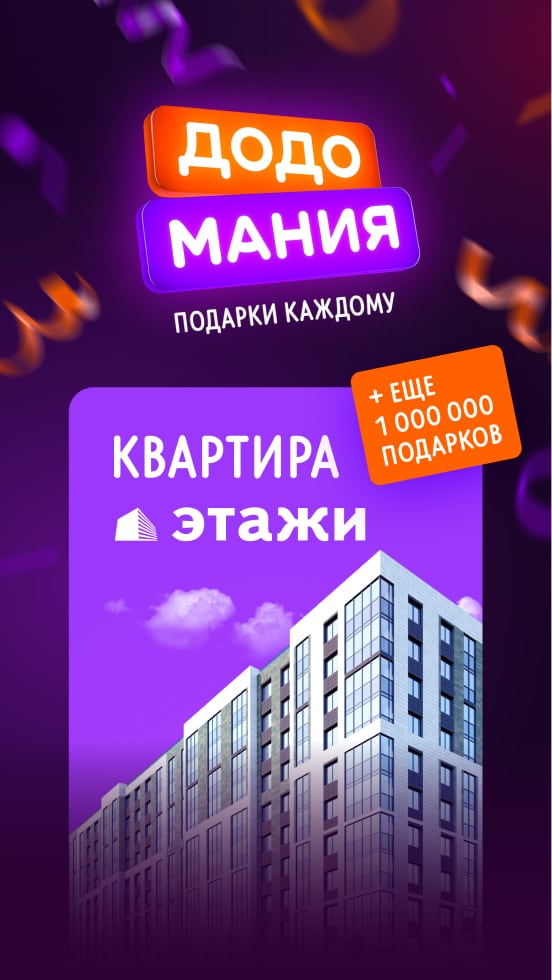 ДОДО
МАНИЯ
ПОДАРКИ КАЖДОМУ
+ ЕЩЕ
1 000 000
ПОДАРКОВ
КВАРТИРА
этажи